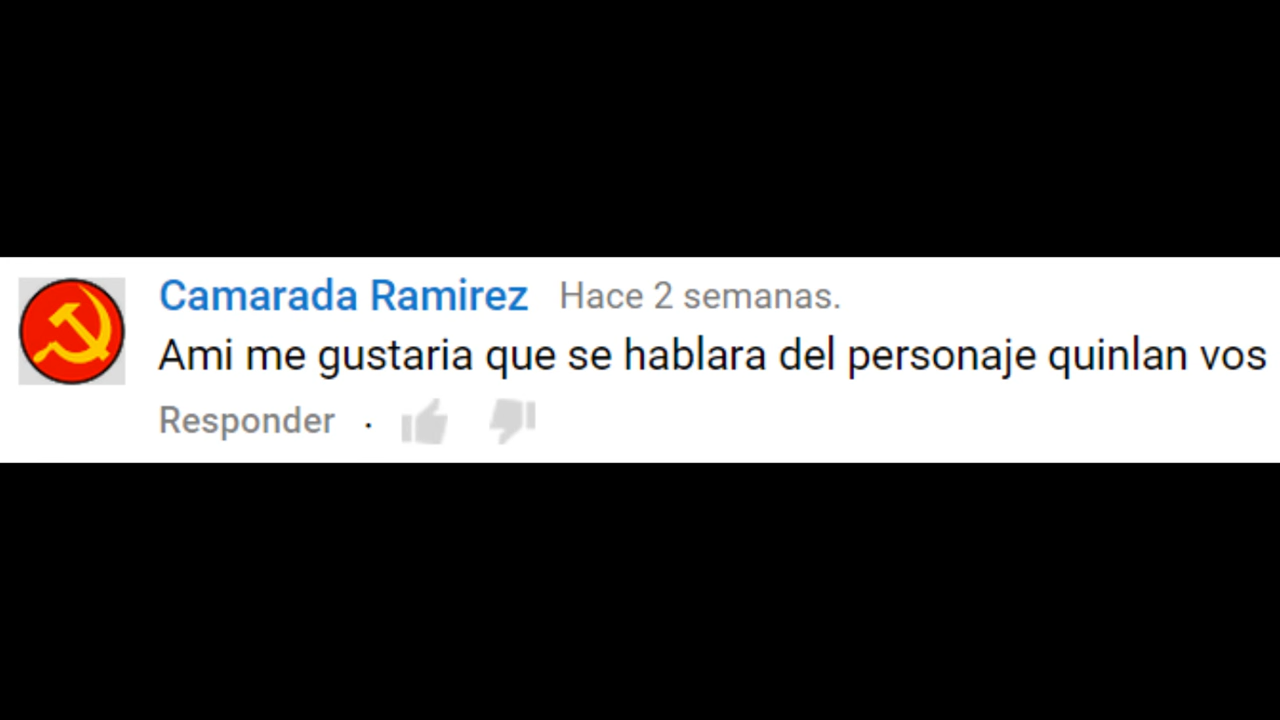 Camarada Ramirez Hace 2 semanas.
Ami me gustaria que se hablara del personaje quinlan vos
Responder ·